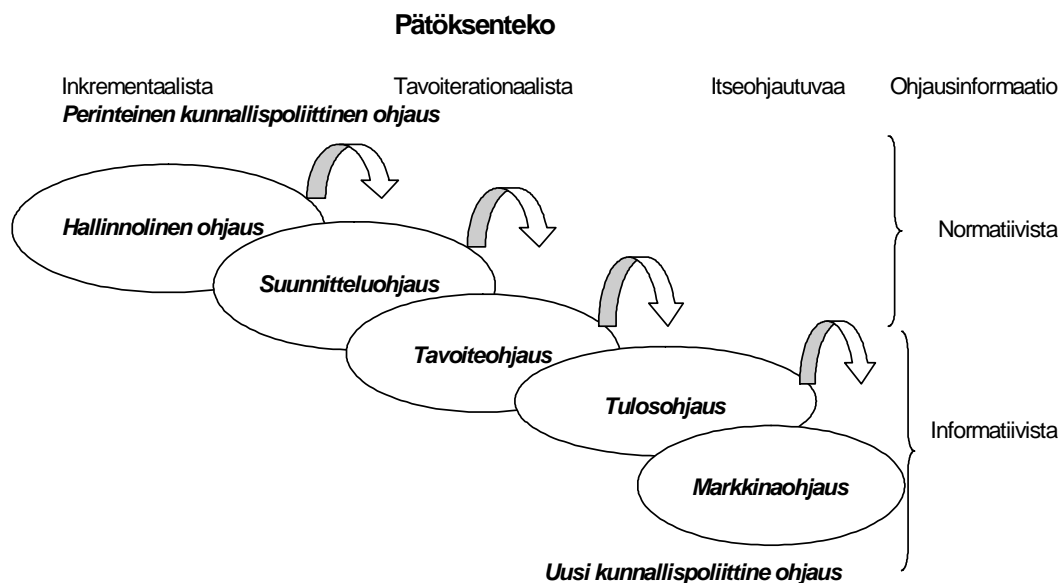 Pätöksenteko
Inkrementaalista Tavoiterationaalista Itseohjautuvaa Ohjausinformaatio
Perinteinen kunnallispoliittinen ohjaus
Hallinnolinen ohjaus
Normatiivista
Suunnitteluohjaus
Tavoiteohjaus
Tulosohjaus
Informatiivista
Markkinaohjaus
Uusi kunnallispoliittine ohjaus